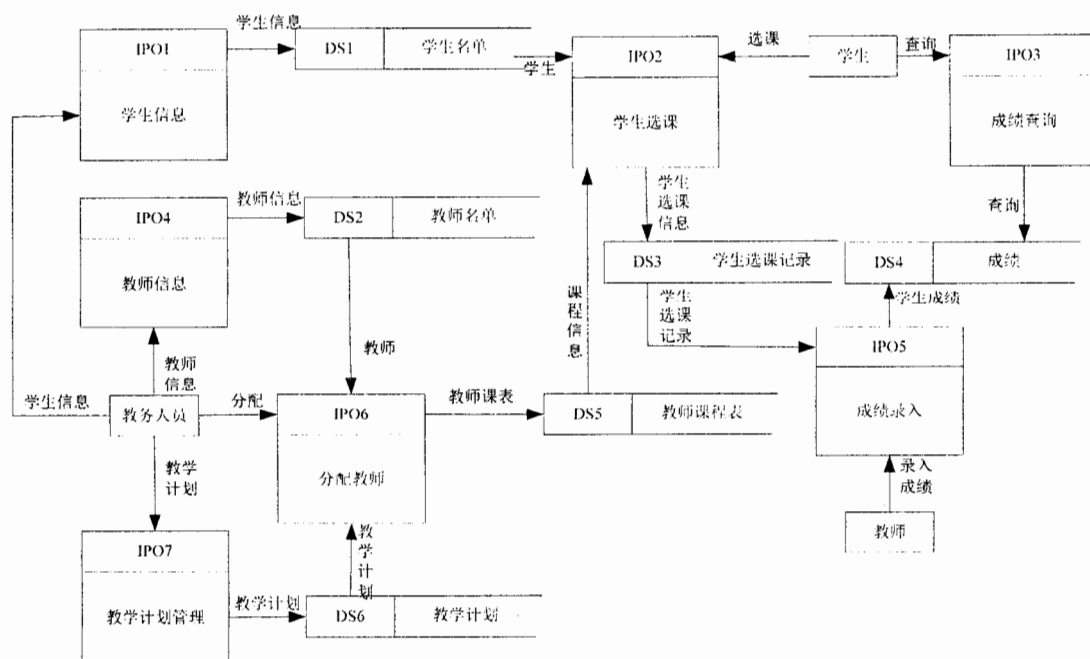 学生信息
IPO1
学生信息
DS1
学生名单
学生
IPO2
学生选课
选课
学生
查询
IPO3
成绩查询
教师信息
IPO4
教师信息
DS2
教师名单
学生
选课
信息
查询
DS3
学生选课记录
DS4
成绩
课
程
信
息
学生
选课
记录
学生成绩
IPO5
成绩录入
教师
教师
信息
学生信息
教务人员
分配
IPO6
分配教师
教师课表
DS5
教师课程表
录入
成绩
教师
教学
计划
IPO7
教学计划管理
教
学
计
划
教学计划
DS6
教学计划